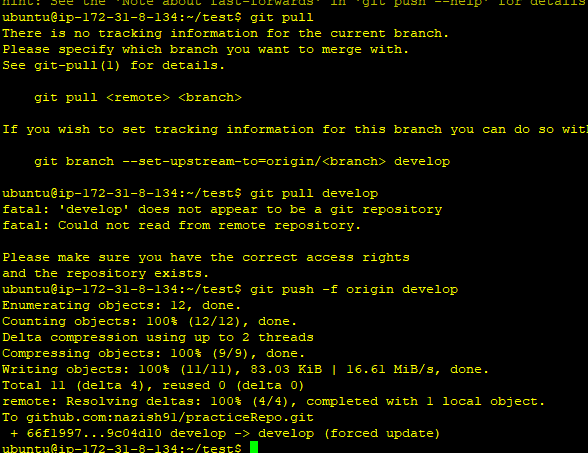 hint: See the 'Note about fast-forwards' in 'git push --help' for details
ubuntu@ip-172-31-8-134:~/test$ git pull
There is no tracking information for the current branch.
Please specify which branch you want to merge with.
See git-pull(1) for details.
git pull <remote> <branch>
If you wish to set tracking information for this branch you can do so wit
git branch --set-upstream-to=origin/<branch> develop
ubuntu@ip-172-31-8-134:~/test$ git pull develop
fatal: 'develop' does not appear to be a git repository
fatal: Could not read from remote repository.
Please make sure you have the correct access rights
and the repository exists.
ubuntu@ip-172-31-8-134:~/test$ git push -f origin develop
Enumerating objects: 12, done.
Counting objects: 100% (12/12), done.
Delta compression using up to 2 threads
Compressing objects: 100% (9/9), done.
Writing objects: 100% (11/11), 83.03 KiB | 16.61 MiB/s, done.
Total 11 (delta 4), reused 0 (delta 0)
remote: Resolving deltas: 100% (4/4), completed with 1 local object.
To github.com:nazish91/practiceRepo.git
+ 66f1997...9c04d10 develop -> develop (forced update)
ubuntu@ip-172-31-8-134:~/test$